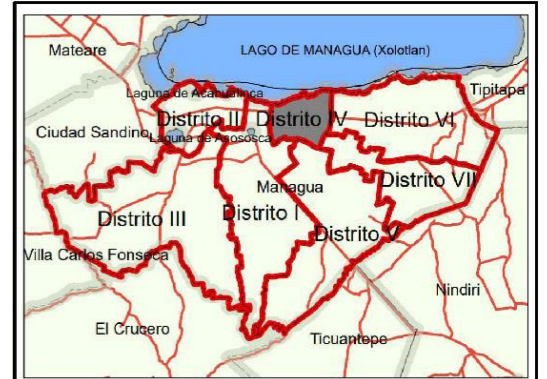 Mateare
LAGO DE MANAGUA (Xolotlan)
Tipitapa
Laguna de Acahualinca
Distrito II
Distrito IV
Distrito VI
Ciudad Sandino
Laguna de Asososca
Managua
Distrito VII
Distrito III
Distrito I
Distrito V
Villa Carlos Fonseca
Nindiri
El Crucero
Ticuantepe